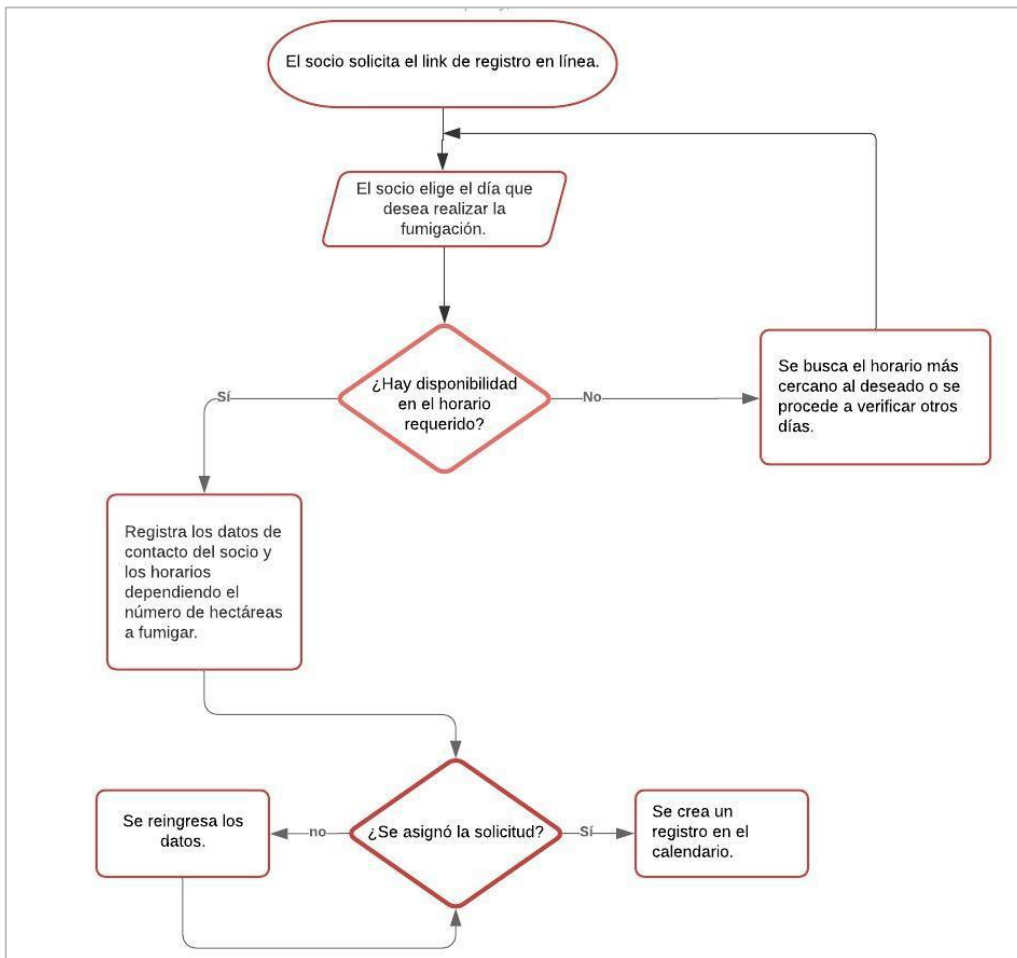 El socio solicita el link de registro en línea.
El socio elige el día que
desea realizar la
fumigación.
¿Hay disponibilidad
en el horario
requerido?
Sí
No
Se busca el horario más
cercano al deseado o se
procede a verificar otros
días.
Registra los datos de
contacto del socio y
los horarios
dependiendo el
número de hectáreas
a fumigar.
Se reingresa los
datos.
no
¿Se asignó la solicitud?
Sí
Se crea un
registro en el
calendario.